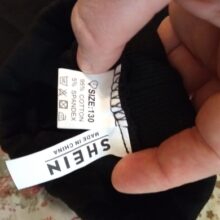 SIZE:130
95% COTTON
5% SPANDEX
SHEIN
MADE IN CHINA